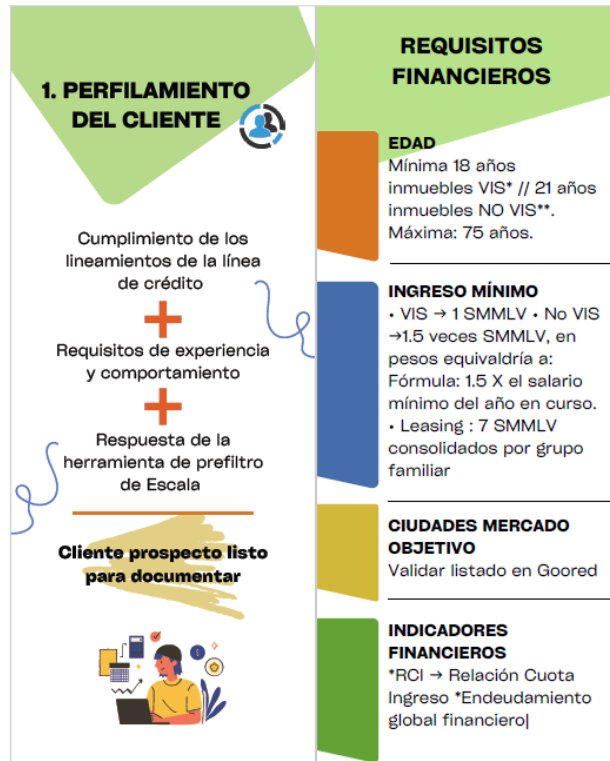 1. PERFILAMIENTO
DEL CLIENTE
Cumplimiento de los
lineamientos de la línea
de crédito
+
Requisitos de experiencia
y comportamiento
+
Respuesta de la
herramienta de prefiltro
de Escala
Cliente prospecto listo
para documentar
REQUISITOS
FINANCIEROS
EDAD
Mínima 18 años
inmuebles VIS* // 21 años
inmuebles NO VIS**.
Máxima: 75 años.
INGRESO MÍNIMO
• VIS → 1 SMMLV • No VIS
→1.5 veces SMMLV, en
pesos equivaldría a:
Fórmula: 1.5 X el salario
mínimo del año en curso.
• Leasing : 7 SMMLV
consolidados por grupo
familiar
CIUDADES MERCADO
OBJETIVO
Validar listado en Goored
INDICADORES
FINANCIEROS
*RCI → Relación Cuota
Ingreso *Endeudamiento
global financiero|